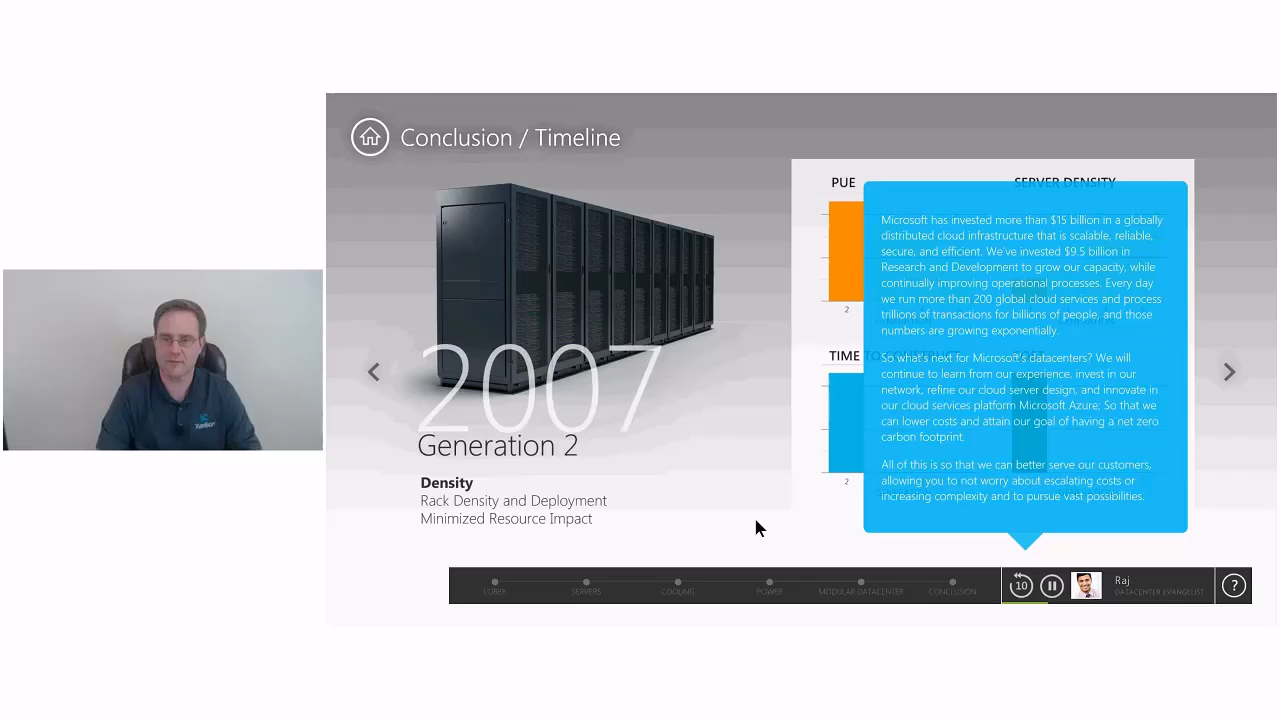 Conclusion / Timeline
PUE
SERVER DENSITY
Microsoft has invested more than $15 billion in a globally
distributed cloud infrastructure that is scalable, reliable,
secure, and efficient. We've invested $9.5 billion in
Research and Development to grow our capacity, while
continually improving operational processes. Every day
we run more than 200 global cloud services and process
trillions of transactions for billions of people, and those
numbers are growing exponentially.
So what's next for Microsoft's datacenters? We will
continue to learn from our experience, invest in our
network, refine our cloud server design, and innovate in
our cloud services platform Microsoft Azure; So that we
can lower costs and attain our goal of having a net zero
carbon footprint.
All of this is so that we can better serve our customers,
allowing you to not worry about escalating costs or
increasing complexity and to pursue vast possibilities.
2
TIME
2
2007
Generation 2
Density
Rack Density and Deployment
Minimized Resource Impact
LOBBY
SERVERS
COOLING
POWER
MODULAR DATACENTER
CONCLUSION
10
Raj
DATACENTER EVANGELIST
?